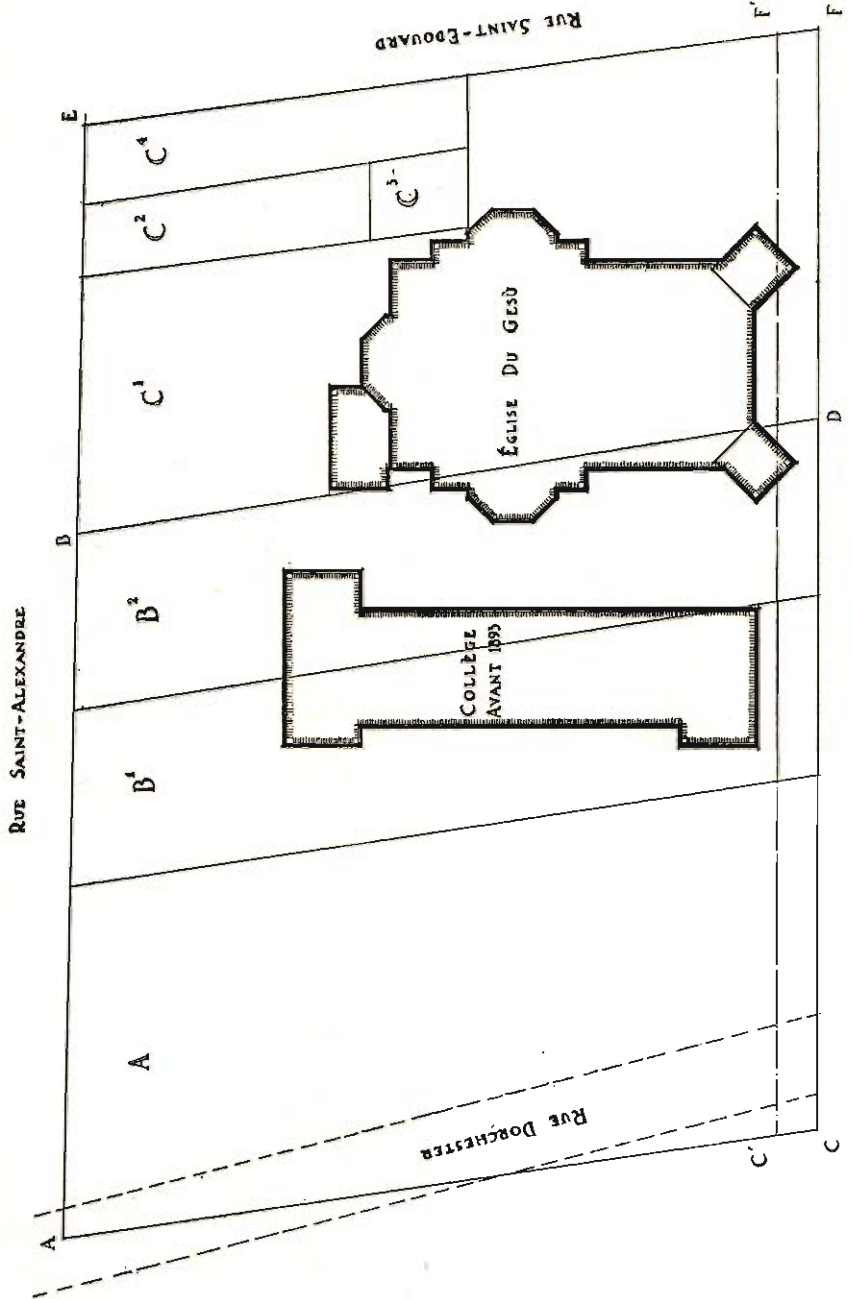 RUE SAINT-ALEXANDRE
RUE SAINT-EDOUARD
RUE DORCHESTER
A
B
E
A
B¹
B²
C¹
C²
C³-
C⁴
COLLÈGE
AVANT 1893
ÉGLISE DU GESÙ
C'
C
D
F'
F